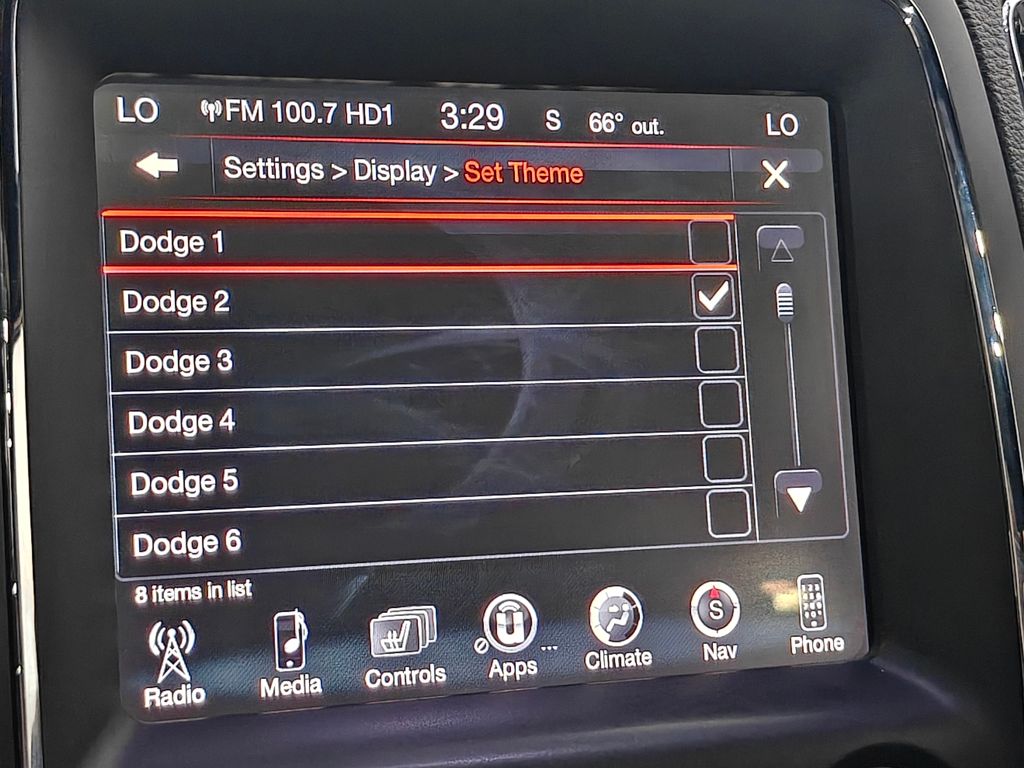 LO FM 100.7 HD1 3:29 S 66° out. LO
Settings > Display > Set Theme
Dodge 1
Dodge 2
Dodge 3
Dodge 4
Dodge 5
Dodge 6
8 items in list
S
Radio Media Controls Apps ... Climate Nav Phone